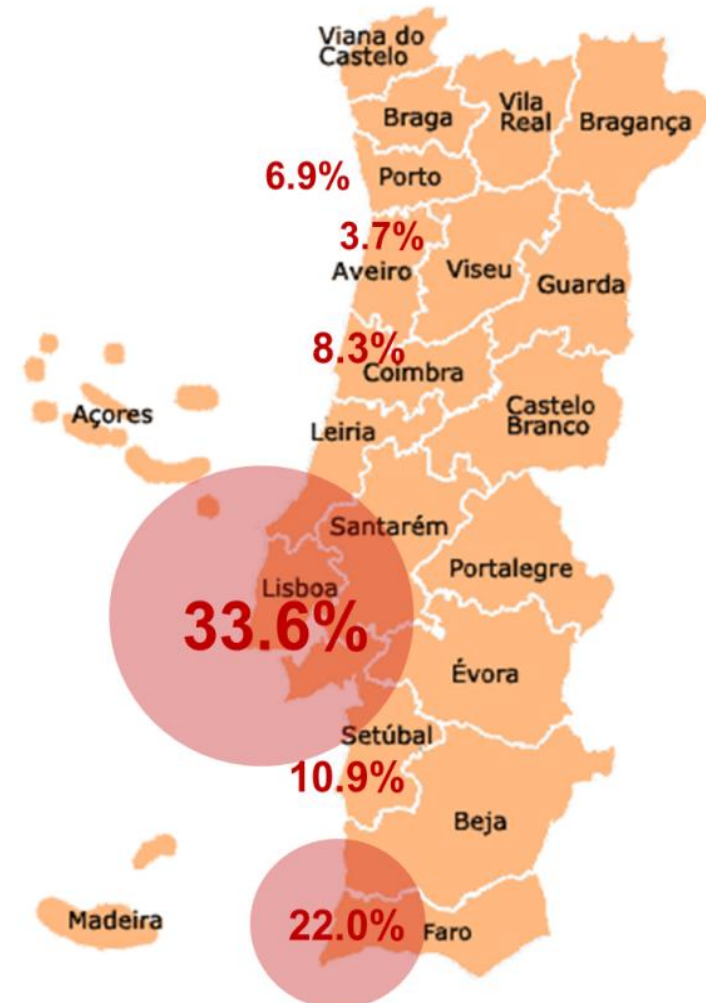 Viana do
Castelo
Braga
Vila
Real
Bragança
6.9%
Porto
3.7%
Aveiro
Viseu
Guarda
8.3%
Coimbra
Açores
Castelo
Branco
Leiria
Santarém
Portalegre
Lisboa
33.6%
Évora
Setúbal
10.9%
Beja
Madeira
22.0%
Faro